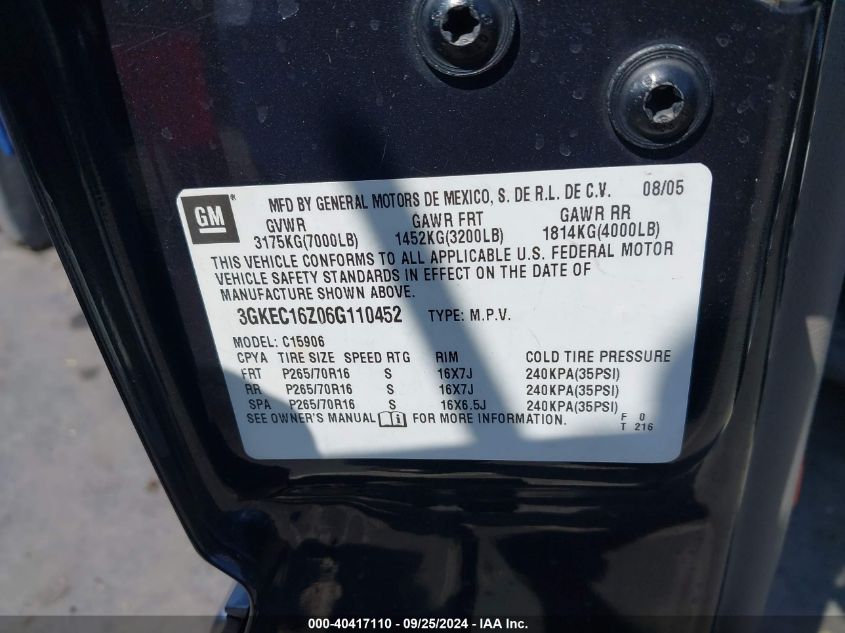 GM ® MFD BY GENERAL MOTORS DE MEXICO, S. DE R.L. DE C.V. 08/05
GVWR GAWR FRT GAWR RR
3175KG(7000LB) 1452KG(3200LB) 1814KG(4000LB)
THIS VEHICLE CONFORMS TO ALL APPLICABLE U.S. FEDERAL MOTOR
VEHICLE SAFETY STANDARDS IN EFFECT ON THE DATE OF
MANUFACTURE SHOWN ABOVE.
3GKEC16Z06G110452 TYPE: M.P.V.
MODEL: C15906
CPYA TIRE SIZE SPEED RTG RIM COLD TIRE PRESSURE
FRT P265/70R16 S 16X7J 240KPA(35PSI)
RR P265/70R16 S 16X7J 240KPA(35PSI)
SPA P265/70R16 S 16X6.5J 240KPA(35PSI)
SEE OWNER'S MANUAL FOR MORE INFORMATION. F 0
T 216
000-40417110 - 09/25/2024 - IAA Inc.